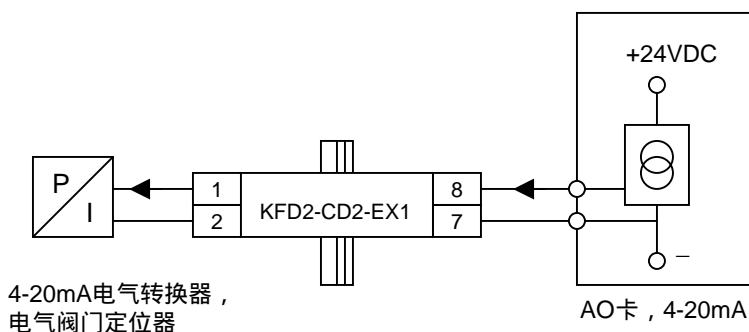 +24VDC
P
I
1
2
KFD2-CD2-EX1
8
7
−
4-20mA电气转换器，
电气阀门定位器
AO卡，4-20mA